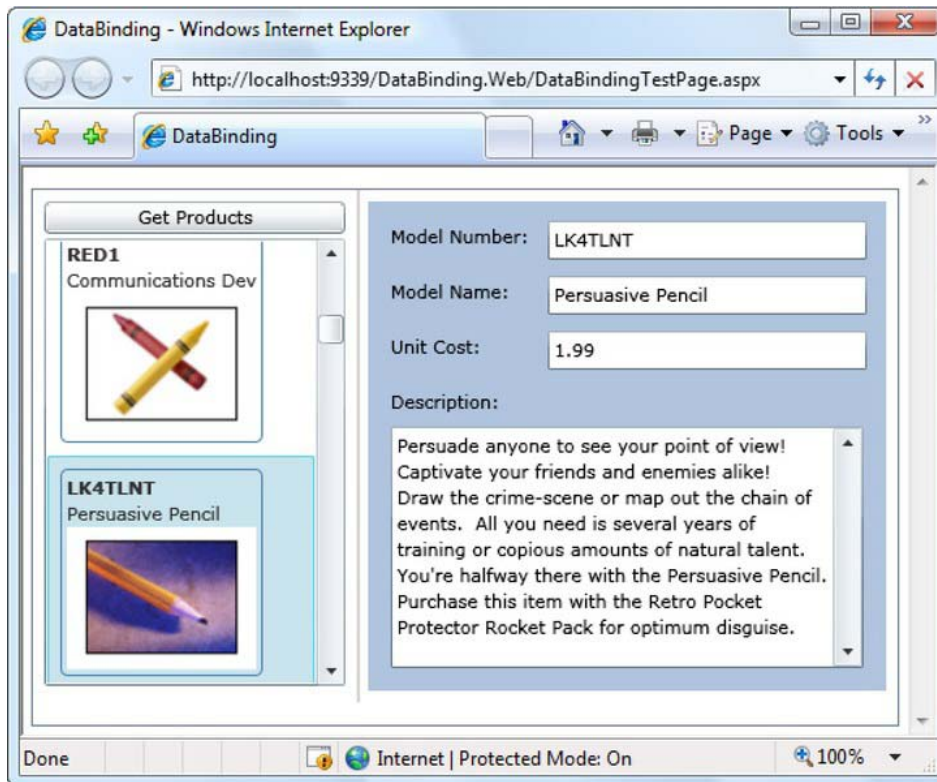 DataBinding - Windows Internet Explorer
http://localhost:9339/DataBinding.Web/DataBindingTestPage.aspx
DataBinding
Page
Tools
Get Products
RED1
Communications Dev
LK4TLNT
Persuasive Pencil
Model Number:
LK4TLNT
Model Name:
Persuasive Pencil
Unit Cost:
1.99
Description:
Persuade anyone to see your point of view!
Captivate your friends and enemies alike!
Draw the crime-scene or map out the chain of
events.  All you need is several years of
training or copious amounts of natural talent.
You're halfway there with the Persuasive Pencil.
Purchase this item with the Retro Pocket
Protector Rocket Pack for optimum disguise.
Done
Internet | Protected Mode: On
100%